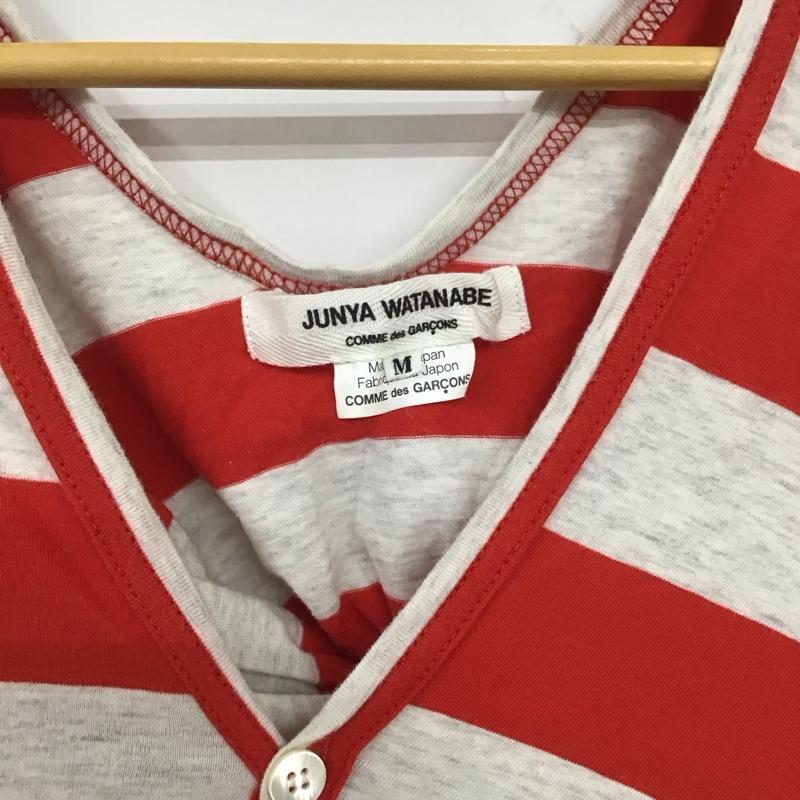 JUNYA WATANABE
COMME des GARÇONS
M
Japon
COMME des GARÇONS